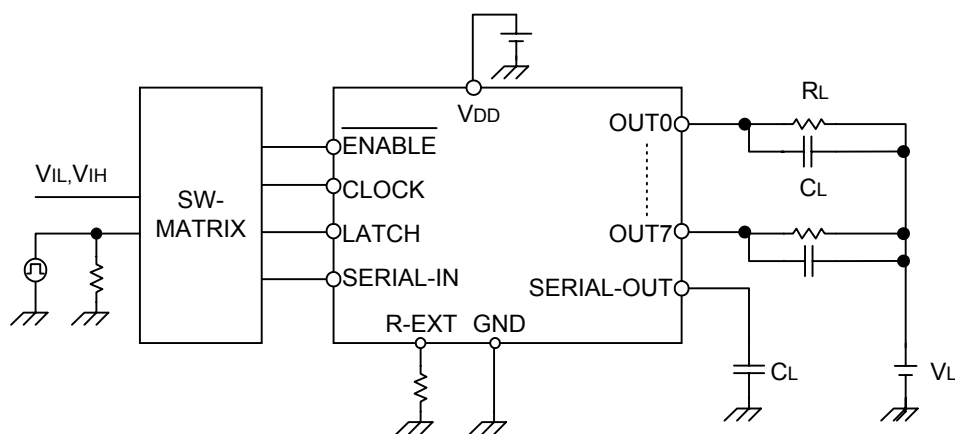 VDD
RL
OUT0
ENABLE
VIL,VIH
CL
CLOCK
SW-
MATRIX
LATCH
OUT7
SERIAL-IN
SERIAL-OUT
R-EXT
GND
CL
VL